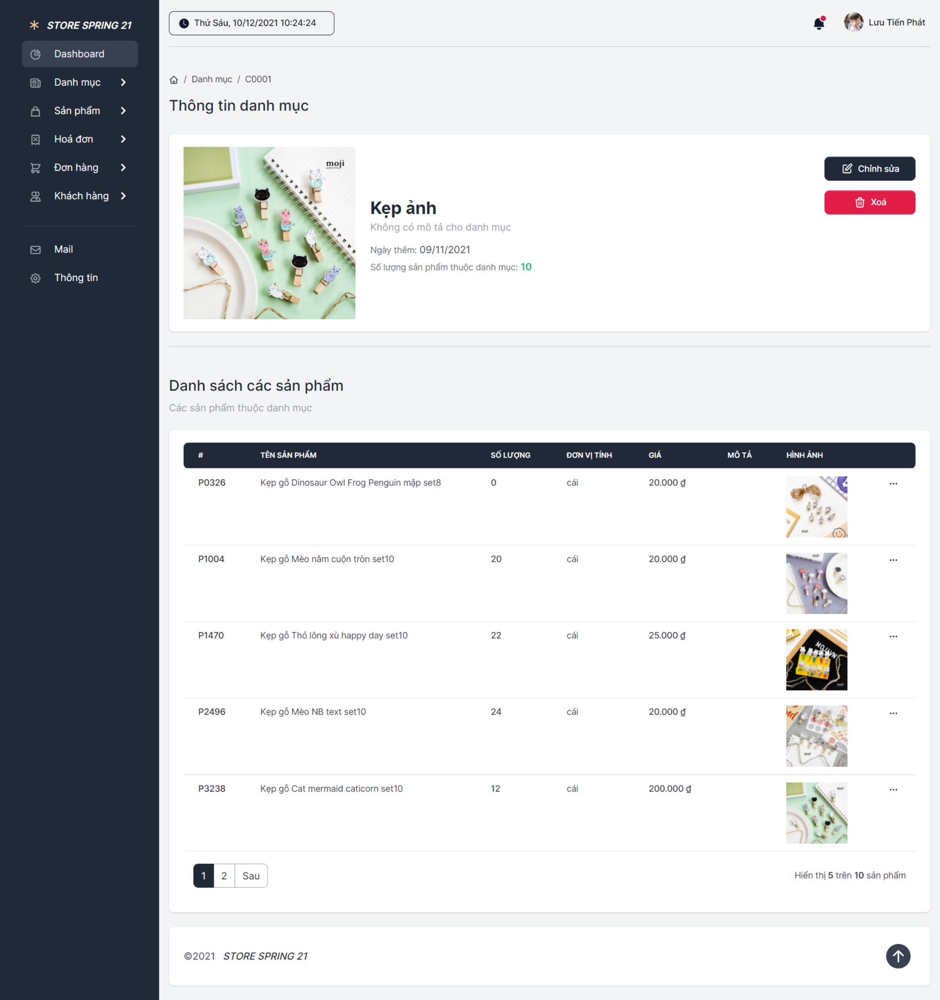 STORE SPRING 21
Dashboard
Danh mục
Sản phẩm
Hoá đơn
Đơn hàng
Khách hàng
Mail
Thông tin
Thứ Sáu, 10/12/2021 10:24:24
Lưu Tiến Phát
/ Danh mục / C0001
Thông tin danh mục
moji
Kẹp ảnh
Không có mô tả cho danh mục
Ngày thêm: 09/11/2021
Số lượng sản phẩm thuộc danh mục: 10
Chỉnh sửa
Xoá
Danh sách các sản phẩm
Các sản phẩm thuộc danh mục
# TÊN SẢN PHẨM SỐ LƯỢNG ĐƠN VỊ TÍNH GIÁ MÔ TẢ HÌNH ẢNH
P0326 Kẹp gỗ Dinosaur Owl Frog Penguin mập set8 0 cái 20.000 ₫
P1004 Kẹp gỗ Mèo nằm cuộn tròn set10 20 cái 20.000 ₫
P1470 Kẹp gỗ Thỏ lông xù happy day set10 22 cái 25.000 ₫
P2496 Kẹp gỗ Mèo NB text set10 24 cái 20.000 ₫
P3238 Kẹp gỗ Cat mermaid caticorn set10 12 cái 200.000 ₫
1 2 Sau
Hiển thị 5 trên 10 sản phẩm
©2021 STORE SPRING 21